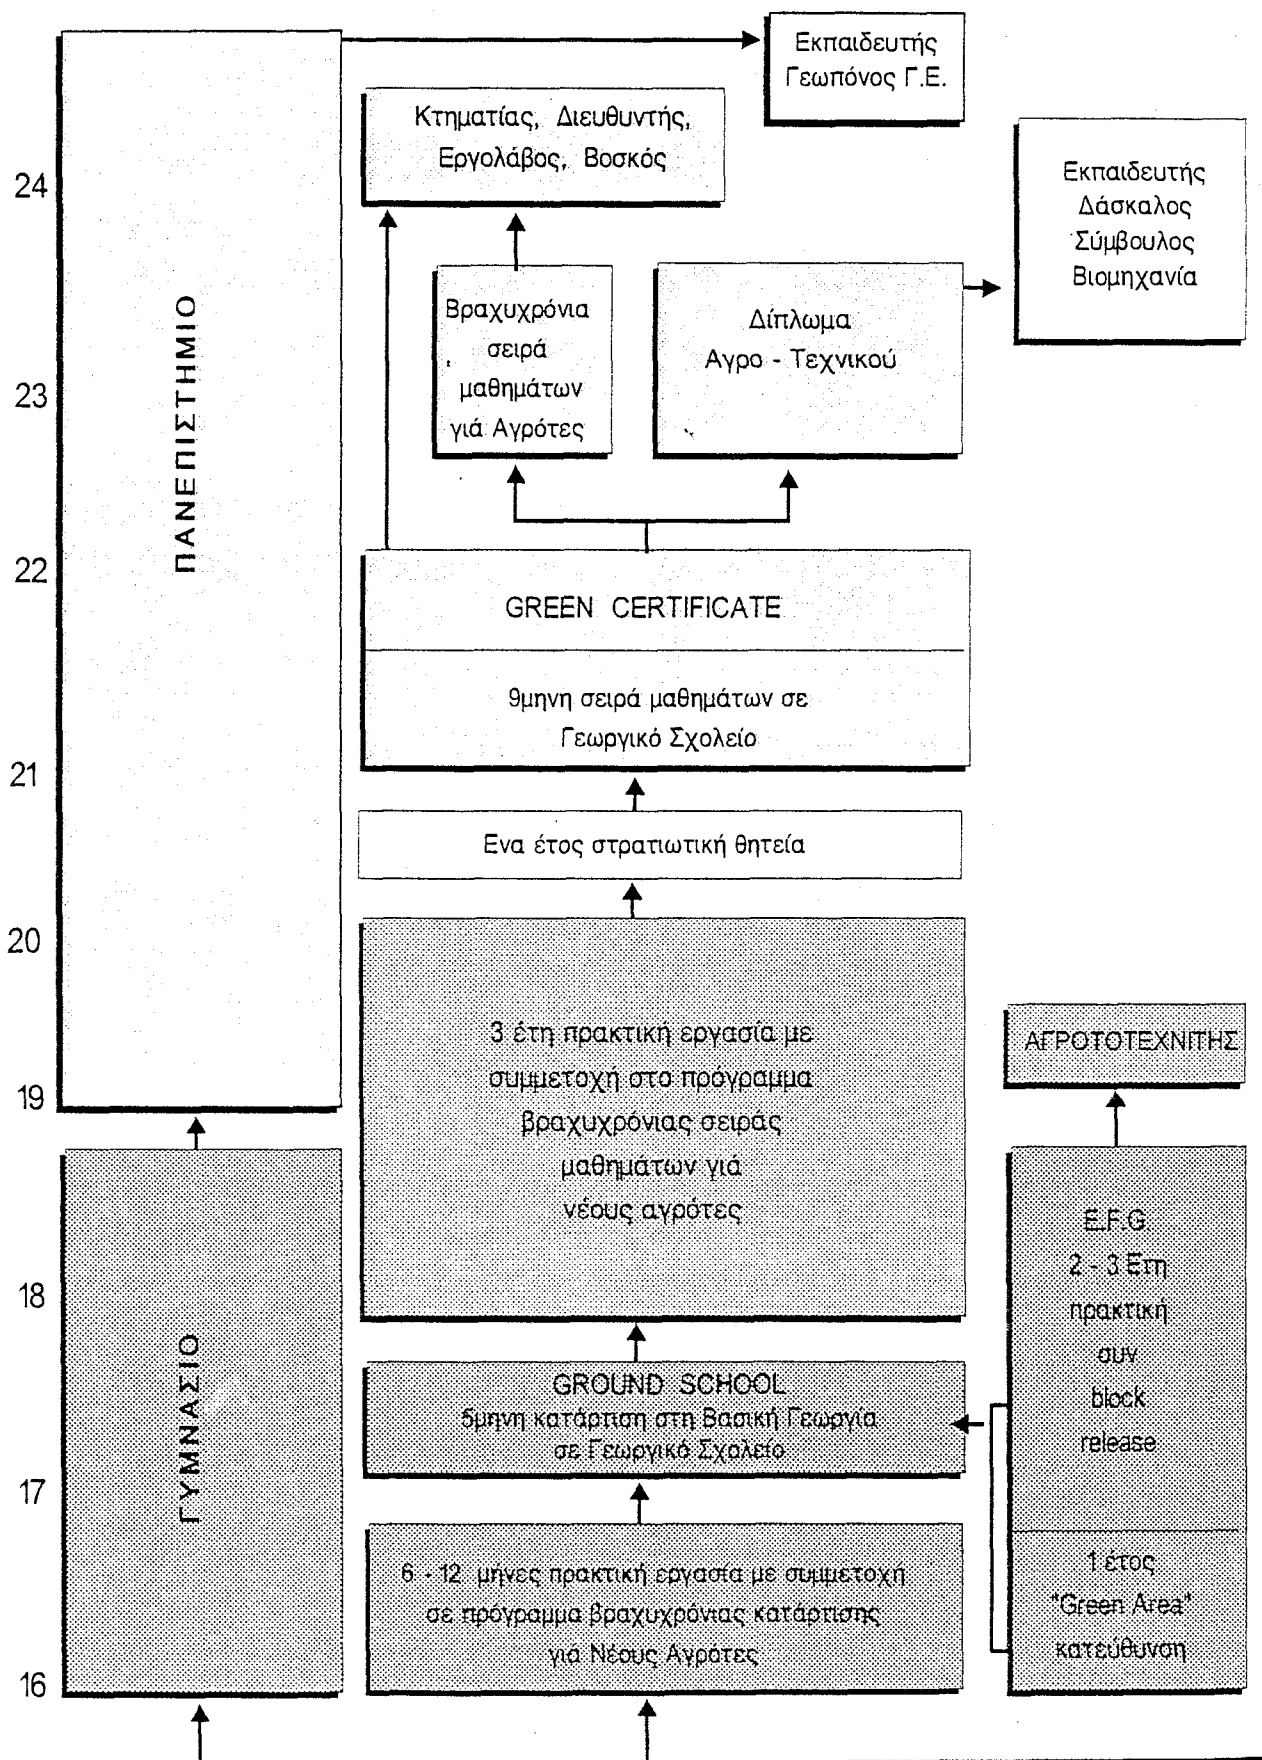 Εκπαιδευτής
Γεωπόνος Γ.Ε.
Κτηματίας, Διευθυντής,
Εργολάβος, Βοσκός
24
Εκπαιδευτής
Δάσκαλος
Σύμβουλος
Βιομηχανία
Βραχυχρόνια
σειρά
μαθημάτων
γιά Αγρότες
Δίπλωμα
Αγρο - Τεχνικού
23
ΠΑΝΕΠΙΣΤΗΜΙΟ
22
GREEN CERTIFICATE
9μηνη σειρά μαθημάτων σε
Γεωργικό Σχολείο
21
Ενα έτος στρατιωτική θητεία
20
3 έτη πρακτική εργασία με
συμμετοχή στο πρόγραμμα
βραχυχρόνιας σειράς
μαθημάτων γιά
νέους αγρότες
ΑΓΡΟΤΟΤΕΧΝΙΤΗΣ
19
E.F.G.
2 - 3 Ετη
πρακτική
συν
block
release
18
ΓΥΜΝΑΣΙΟ
GROUND SCHOOL
5μηνη κατάρτιση στη Βασική Γεωργία
σε Γεωργικό Σχολείο
17
6 - 12 μήνες πρακτική εργασία με συμμετοχή
σε πρόγραμμα βραχυχρόνιας κατάρτισης
γιά Νέους Αγρότες
1 έτος
"Green Area"
κατεύθυνση
16